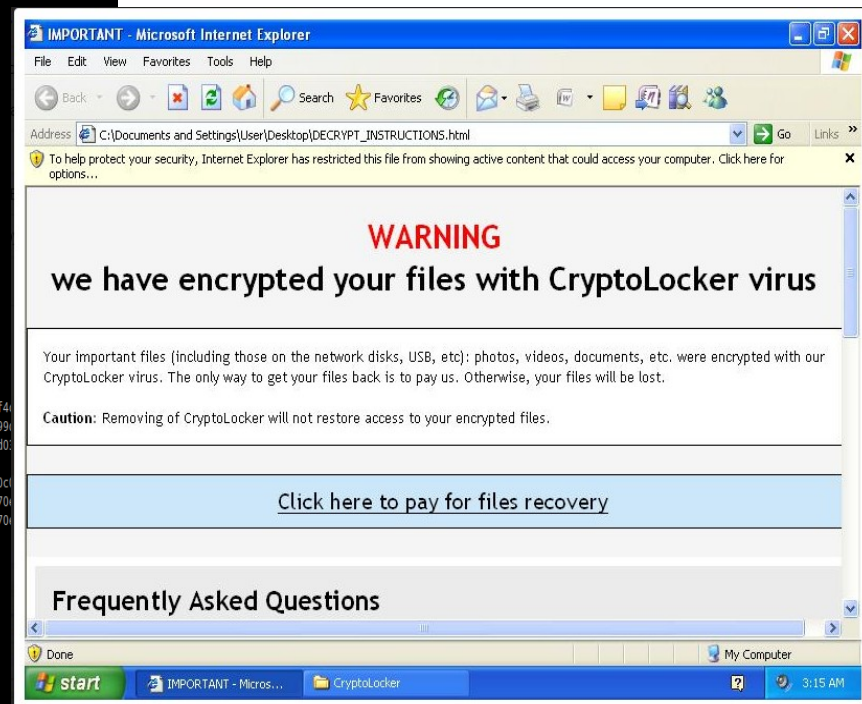 IMPORTANT - Microsoft Internet Explorer
File Edit View Favorites Tools Help
Back Search Favorites
Address C:\Documents and Settings\User\Desktop\DECRYPT_INSTRUCTIONS.html Go Links »
To help protect your security, Internet Explorer has restricted this file from showing active content that could access your computer. Click here for
options...
WARNING
we have encrypted your files with CryptoLocker virus
Your important files (including those on the network disks, USB, etc): photos, videos, documents, etc. were encrypted with our
CryptoLocker virus. The only way to get your files back is to pay us. Otherwise, your files will be lost.
Caution: Removing of CryptoLocker will not restore access to your encrypted files.
Click here to pay for files recovery
Frequently Asked Questions
Done My Computer
start IMPORTANT - Micros... CryptoLocker 3:15 AM